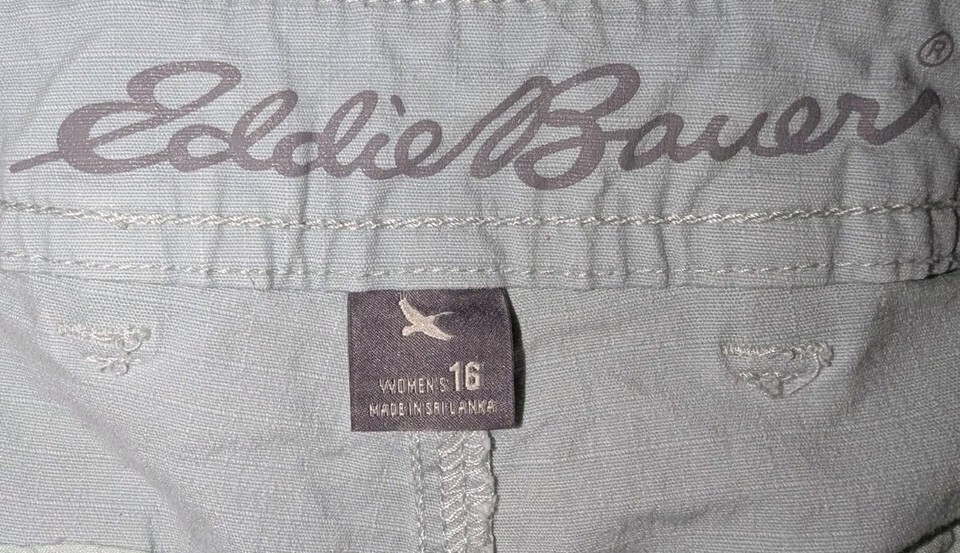 Eddie Bauer®
WOMEN'S 16
MADE IN SRI LANKA